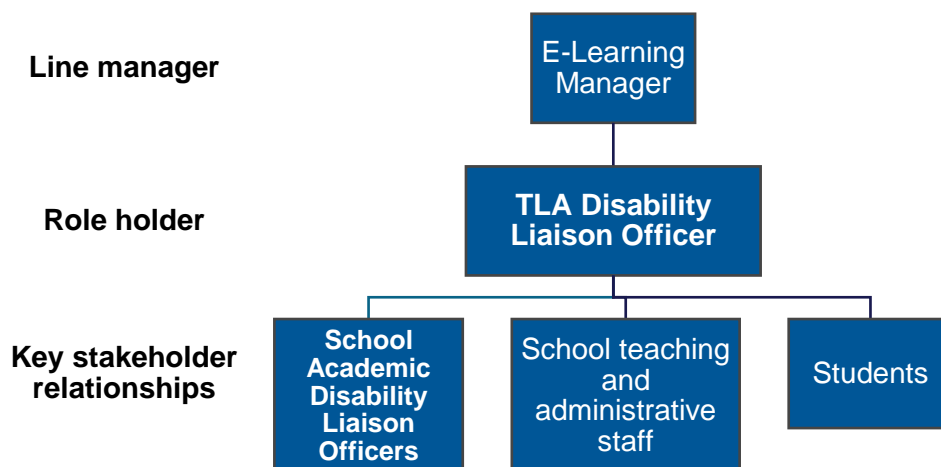 Line manager
E-Learning
Manager
Role holder
TLA Disability
Liaison Officer
Key stakeholder
relationships
School
Academic
Disability
Liaison
Officers
School teaching
and
administrative
staff
Students